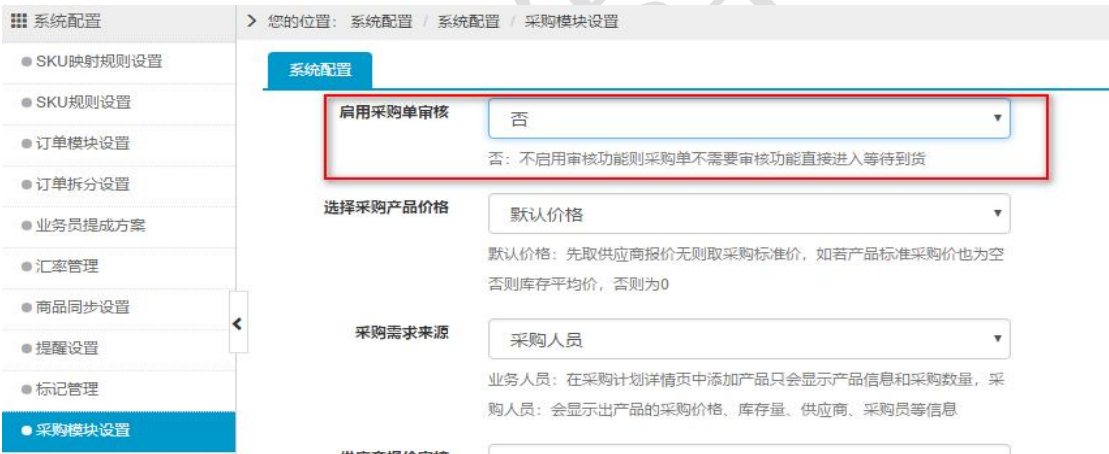 系统配置
您的位置： 系统配置 / 系统配置 / 采购模块设置
SKU映射规则设置
SKU规则设置
订单模块设置
订单拆分设置
业务员提成方案
汇率管理
商品同步设置
提醒设置
标记管理
采购模块设置
系统配置
启用采购单审核
否
否：不启用审核功能则采购单不需要审核功能直接进入等待到货
选择采购产品价格
默认价格
默认价格：先取供应商报价无则取采购标准价，如若产品标准采购价也为空
否则库存平均价，否则为0
采购需求来源
采购人员
业务人员：在采购计划详情页中添加产品只会显示产品信息和采购数量，采
购人员：会显示出产品的采购价格、库存量、供应商、采购员等信息